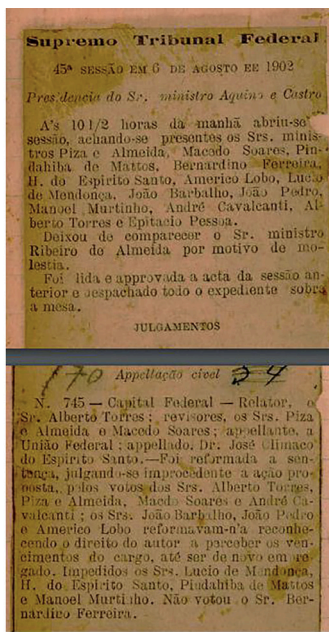 Supremo Tribunal Federal
45ª SESSÃO EM 6 DE AGOSTO EE 1902
Presidencia do Sr. ministro Aquino e Castro
A's 10 1/2 horas da manhã abriu-se a
sessão, achando-se presentes os Srs. minis-
tros Piza e Almeida, Macedo Soares, Pin-
dahiba de Mattos, Bernardino Ferreira,
H. do Espirito Santo, Americo Lobo, Lucio
de Mendonça, João Barbalho, João Pedro,
Manoel Murtinho, André Cavalcanti, Al-
berto Torres e Epitacio Pessoa.
Deixou de comparecer o Sr. ministro
Ribeiro de Almeida por motivo de mo-
lestia.
Foi lida e approvada a acta da sessão an-
terior e despachado todo o expediente sobre
a mesa.
JULGAMENTOS
170 Appellação civel
N. 745 — Capital Federal — Relator, o
Sr. Alberto Torres; revisores, os Srs. Piza
e Almeida e Macedo Soares; appellante, a
União Federal; appellado, Dr. José Climaco
do Espirito Santo.—Foi reformada a sen-
tença, julgando-se improcedente a ação pro-
posta, pelos votos dos Srs. Alberto Torres,
Piza e Almeida, Macdo Soares e André Ca-
valcanti; os Srs. João Barbalho, João Pedro
e Americo Lobo reformavam-n'a reconhe-
cendo o direito do autor a perceber os ven-
cimentos do cargo, até ser de novo em re-
gado. Impedidos os Srs. Lucio de Mendonça,
H. do Espirito Santo, Pindahiba de Mattos
e Manoel Murtinho. Não votou o Sr. Ber-
nardino Ferreira.